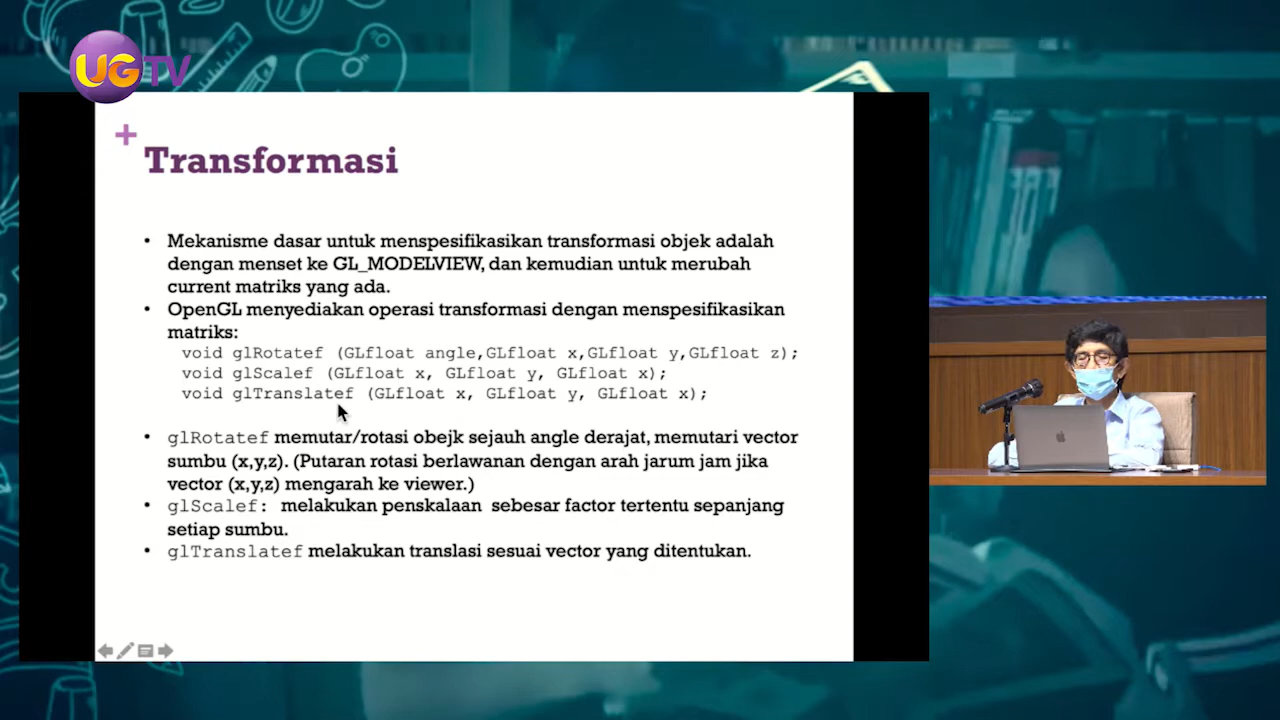 UGTV
+
Transformasi
• Mekanisme dasar untuk menspesifikasikan transformasi objek adalah
dengan menset ke GL_MODELVIEW, dan kemudian untuk merubah
current matriks yang ada.
• OpenGL menyediakan operasi transformasi dengan menspesifikasikan
matriks:
void glRotatef (GLfloat angle,GLfloat x,GLfloat y,GLfloat z);
void glScalef (GLfloat x, GLfloat y, GLfloat x);
void glTranslatef (GLfloat x, GLfloat y, GLfloat x);
• glRotatef memutar/rotasi obejk sejauh angle derajat, memutari vector
sumbu (x,y,z). (Putaran rotasi berlawanan dengan arah jarum jam jika
vector (x,y,z) mengarah ke viewer.)
• glScalef: melakukan penskalaan sebesar factor tertentu sepanjang
setiap sumbu.
• glTranslatef melakukan translasi sesuai vector yang ditentukan.